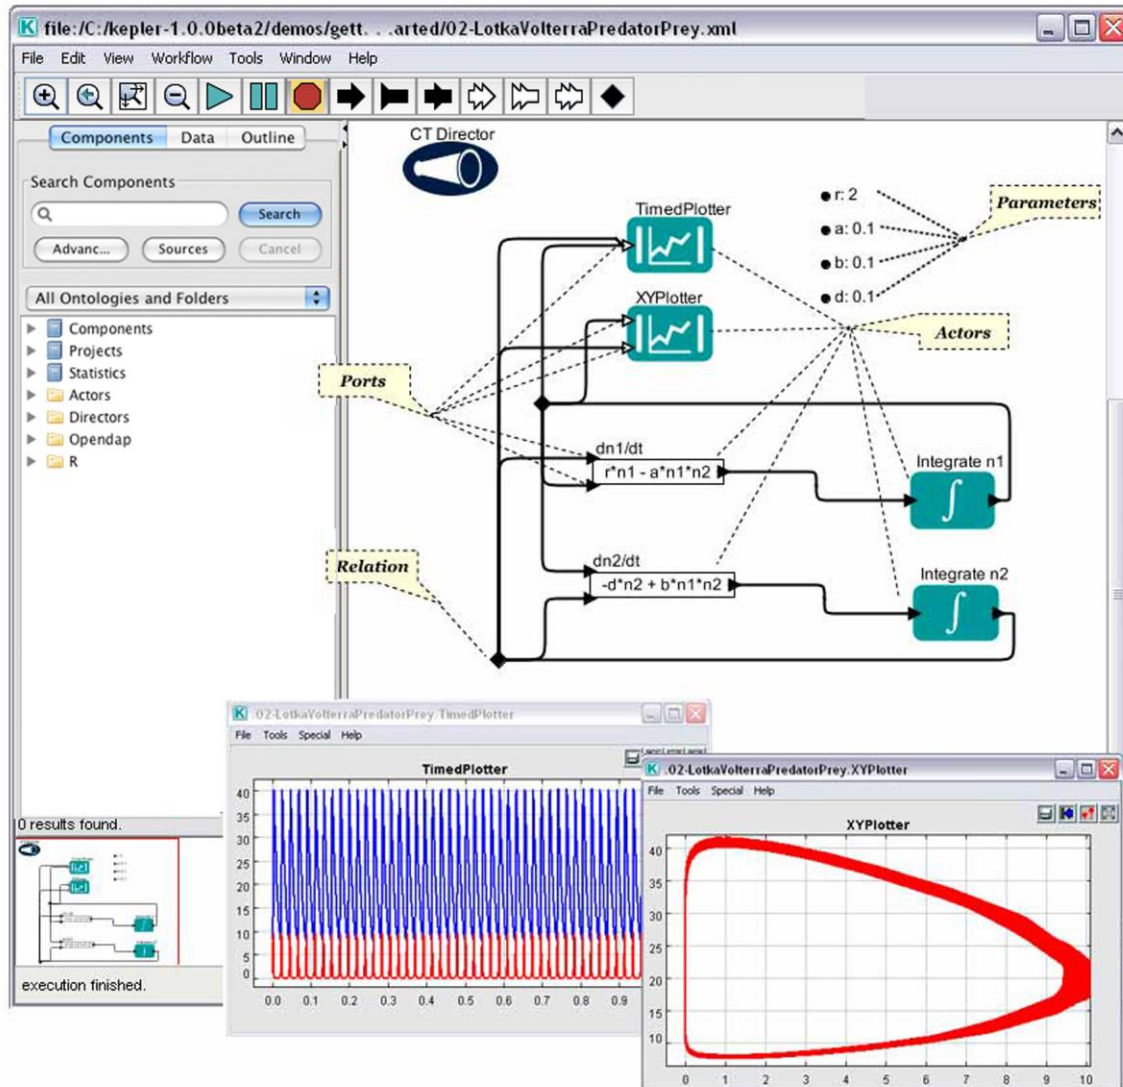 file:/C:/kepler-1.0.0beta2/demos/gett. . .arted/02-LotkaVolterraPredatorPrey.xml
File Edit View Workflow Tools Window Help
Components Data Outline
Search Components
Search
Advanc... Sources Cancel
All Ontologies and Folders
Components
Projects
Statistics
Actors
Directors
Opendap
R
0 results found.
execution finished.
CT Director
TimedPlotter
XYPlotter
r: 2
a: 0.1
b: 0.1
d: 0.1
Parameters
Actors
Ports
Relation
dn1/dt
r*n1 - a*n1*n2
Integrate n1
dn2/dt
-d*n2 + b*n1*n2
Integrate n2
.02-LotkaVolterraPredatorPrey.TimedPlotter
File Tools Special Help
TimedPlotter
40
35
30
25
20
15
10
5
0
0.0 0.1 0.2 0.3 0.4 0.5 0.6 0.7 0.8 0.9
.02-LotkaVolterraPredatorPrey.XYPlotter
File Tools Special Help
XYPlotter
40
35
30
25
20
15
10
0 1 2 3 4 5 6 7 8 9 10